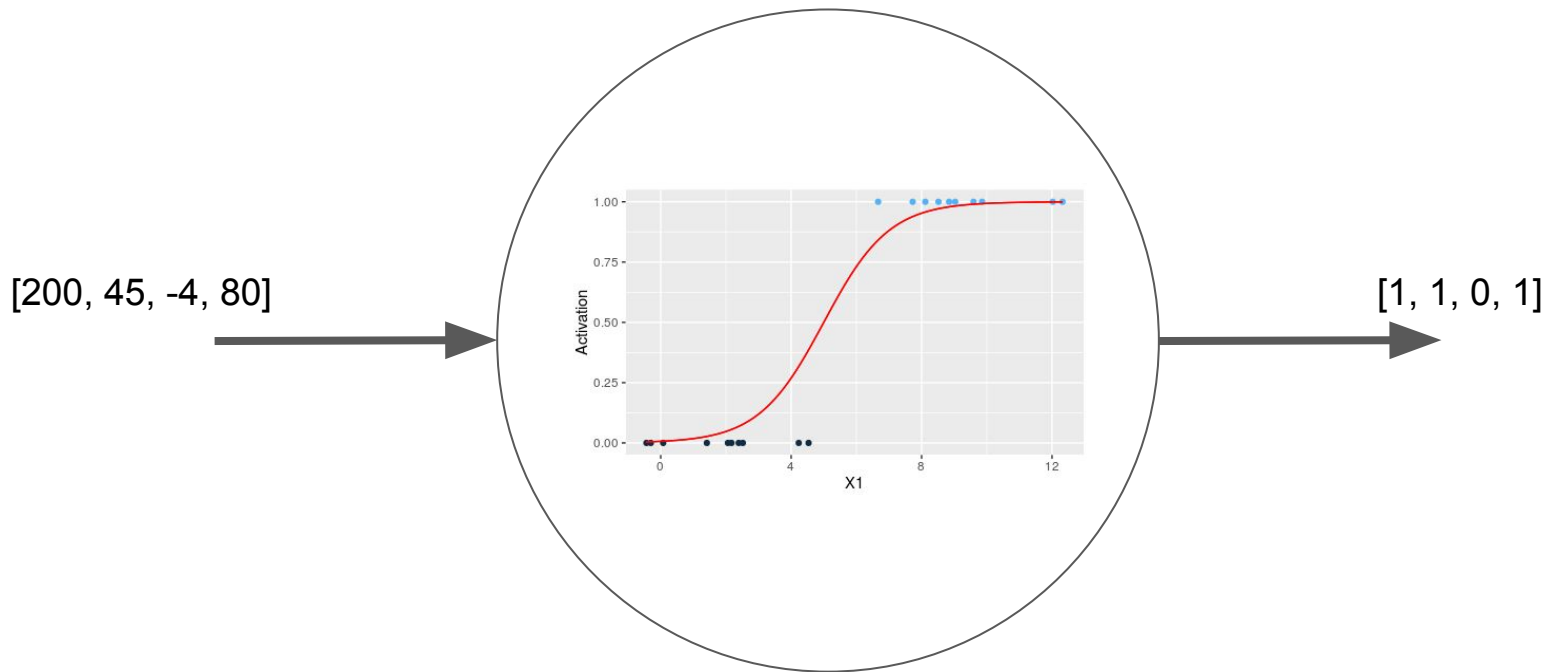 [200, 45, -4, 80]
[1, 1, 0, 1]
1.00
0.75
0.50
0.25
0.00
Activation
0 4 8 12
X1